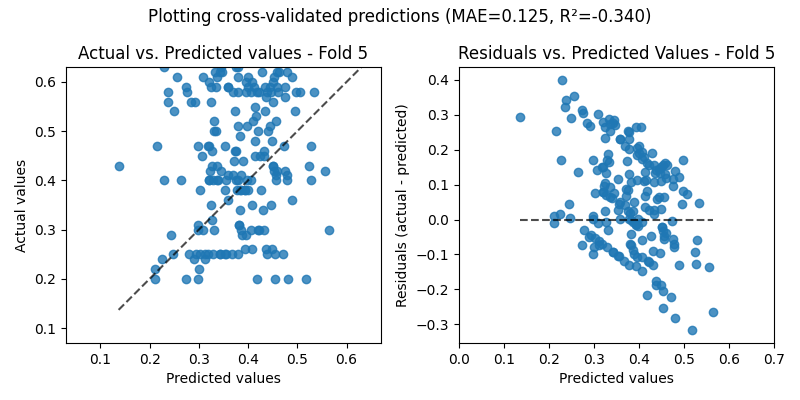 Plotting cross-validated predictions (MAE=0.125, R²=-0.340)
Actual vs. Predicted values - Fold 5
Actual values
0.6
0.5
0.4
0.3
0.2
0.1
0.1 0.2 0.3 0.4 0.5 0.6
Predicted values
Residuals vs. Predicted Values - Fold 5
Residuals (actual - predicted)
0.4
0.3
0.2
0.1
0.0
−0.1
−0.2
−0.3
0.0 0.1 0.2 0.3 0.4 0.5 0.6 0.7
Predicted values